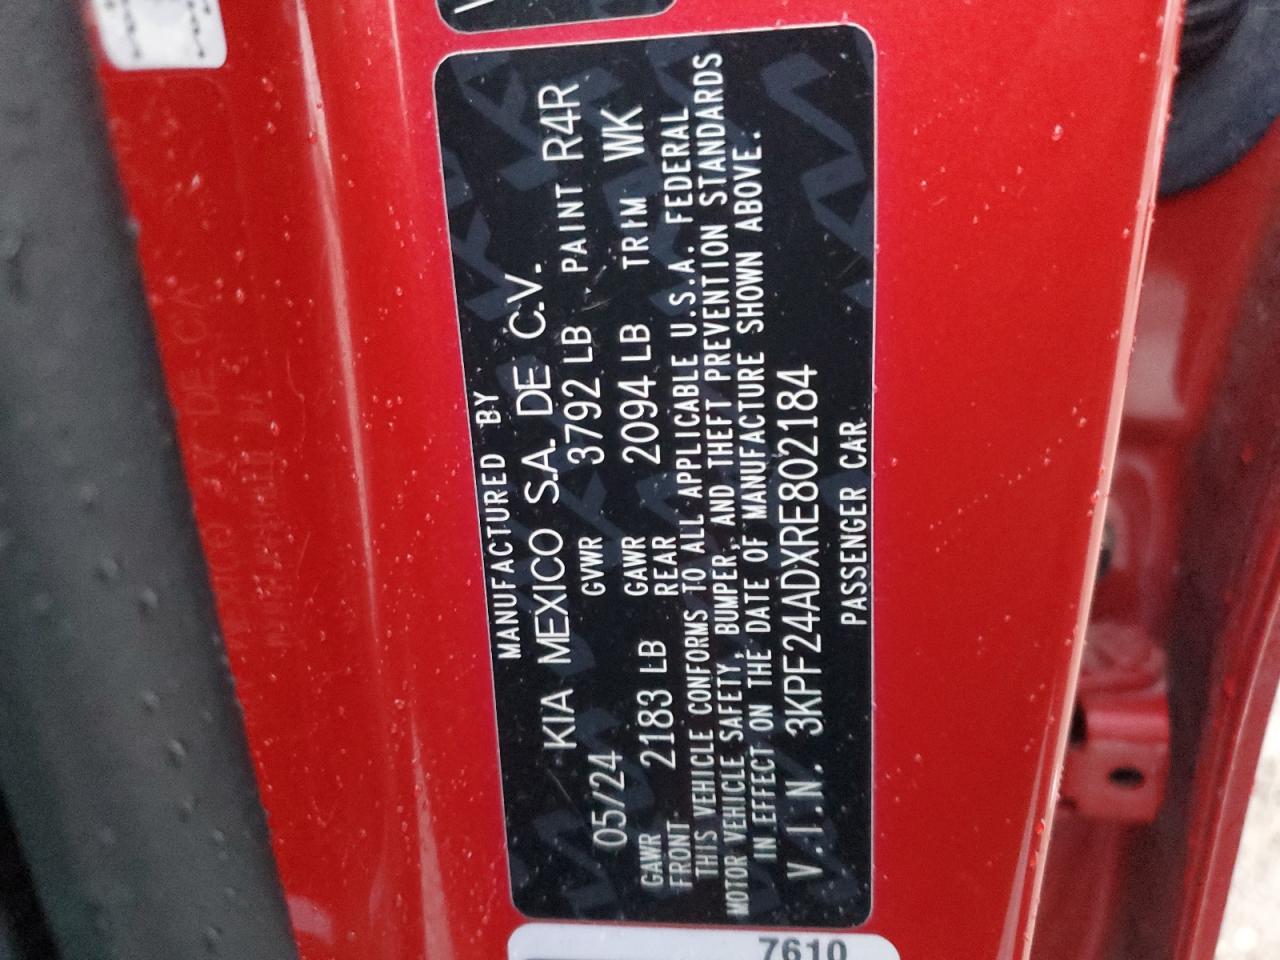 MANUFACTURED BY
KIA MEXICO S.A. DE C.V.
05/24 GVWR 3792 LB PAINT R4R
GAWR FRONT 2183 LB GAWR REAR 2094 LB TRIM WK
THIS VEHICLE CONFORMS TO ALL APPLICABLE U.S.A. FEDERAL
MOTOR VEHICLE SAFETY, BUMPER, AND THEFT PREVENTION STANDARDS
IN EFFECT ON THE DATE OF MANUFACTURE SHOWN ABOVE.
V.I.N. 3KPF24ADXRE802184
PASSENGER CAR
7610